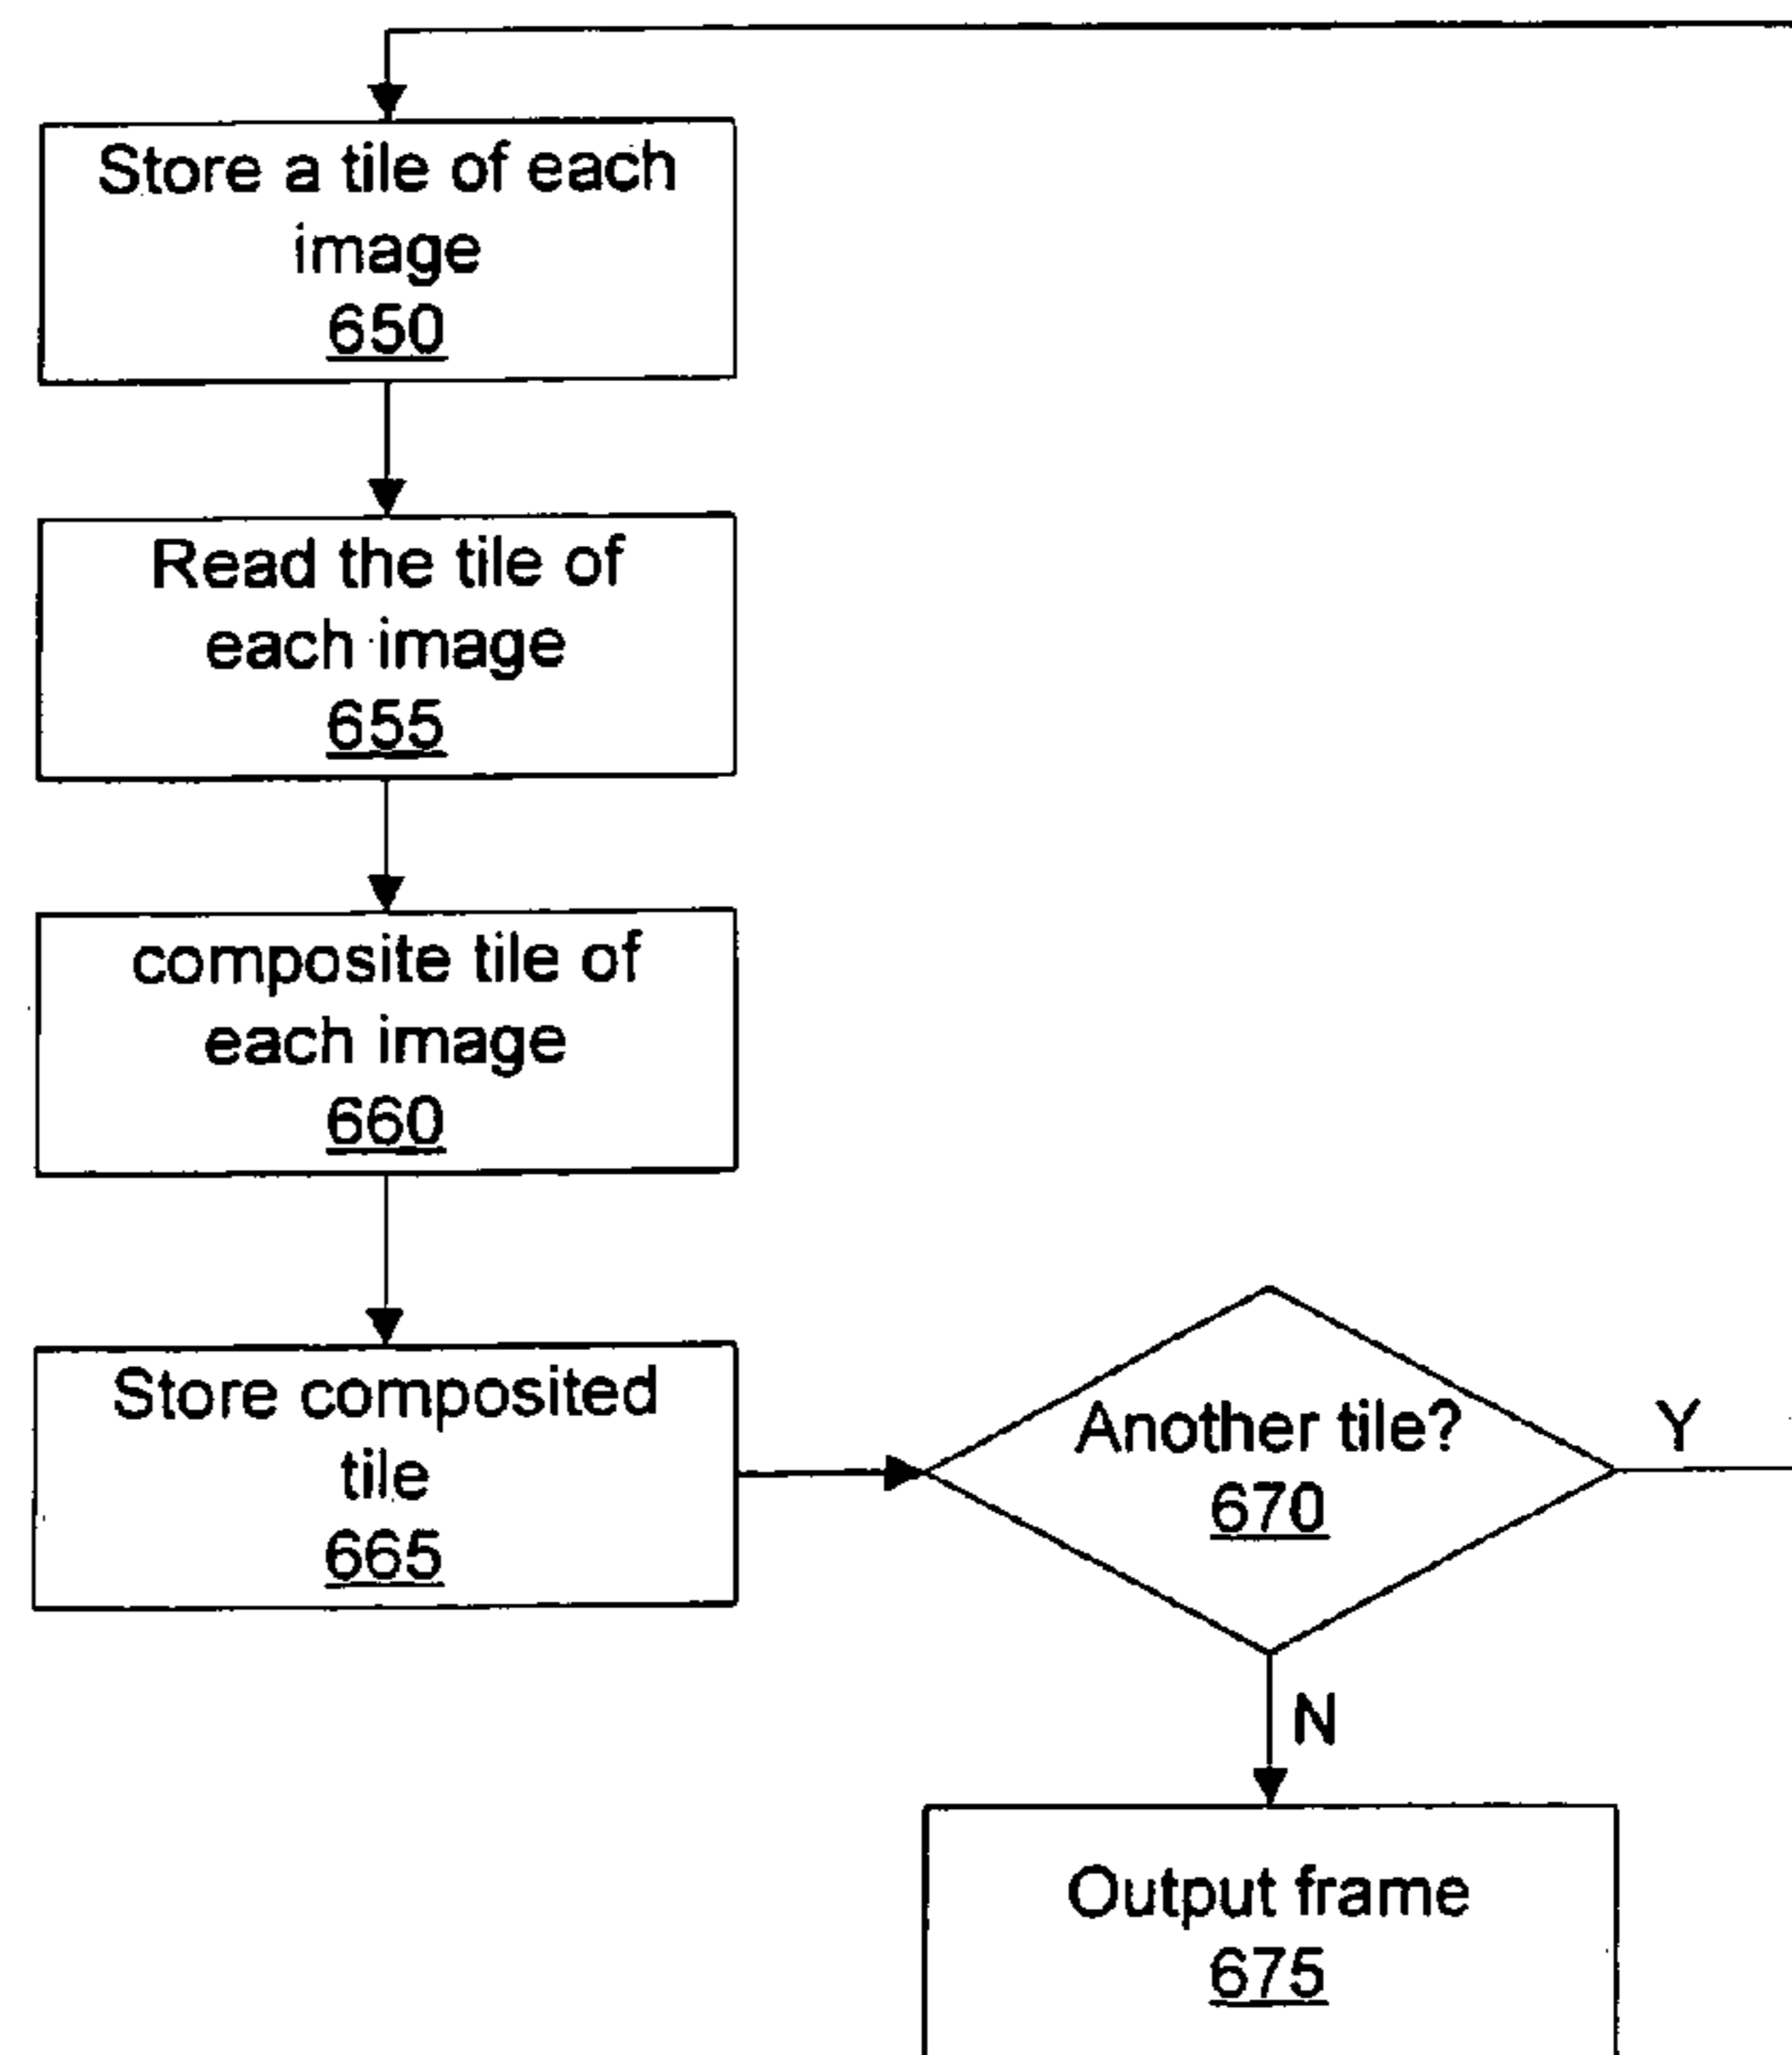 Store a tile of each
image
650
Read the tile of
each image
655
composite tile of
each image
660
Store composited
tile
665
Another tile?
670
Y
N
Output frame
675